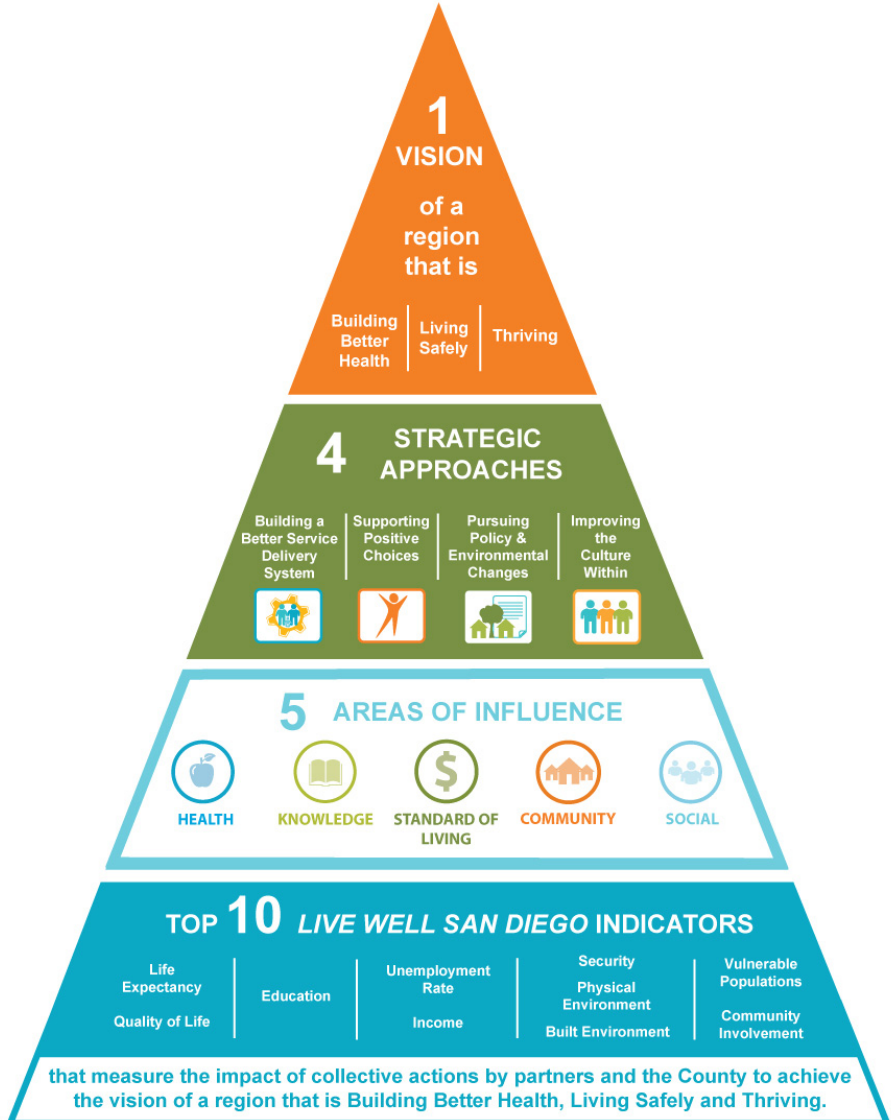 1
VISION
of a
region
that is
Building
Better
Health
Living
Safely
Thriving
4
STRATEGIC
APPROACHES
Building a
Better Service
Delivery
System
Supporting
Positive
Choices
Pursuing
Policy &
Environmental
Changes
Improving
the
Culture
Within
5 AREAS OF INFLUENCE
HEALTH
KNOWLEDGE
STANDARD OF
LIVING
COMMUNITY
SOCIAL
TOP 10 LIVE WELL SAN DIEGO INDICATORS
Life
Expectancy
Quality of Life
Education
Unemployment
Rate
Income
Security
Physical
Environment
Built Environment
Vulnerable
Populations
Community
Involvement
that measure the impact of collective actions by partners and the County to achieve
the vision of a region that is Building Better Health, Living Safely and Thriving.